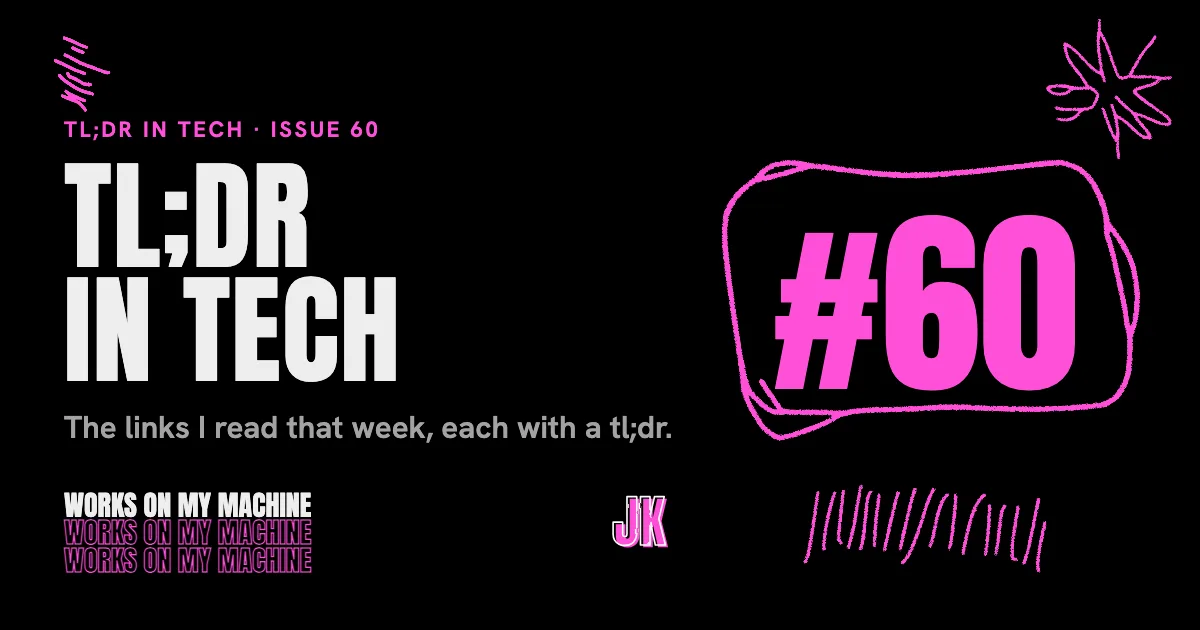 TL;DR IN TECH · ISSUE 60
TL;DR
IN TECH
#60
The links I read that week, each with a tl;dr.
WORKS ON MY MACHINE
WORKS ON MY MACHINE
WORKS ON MY MACHINE
JK